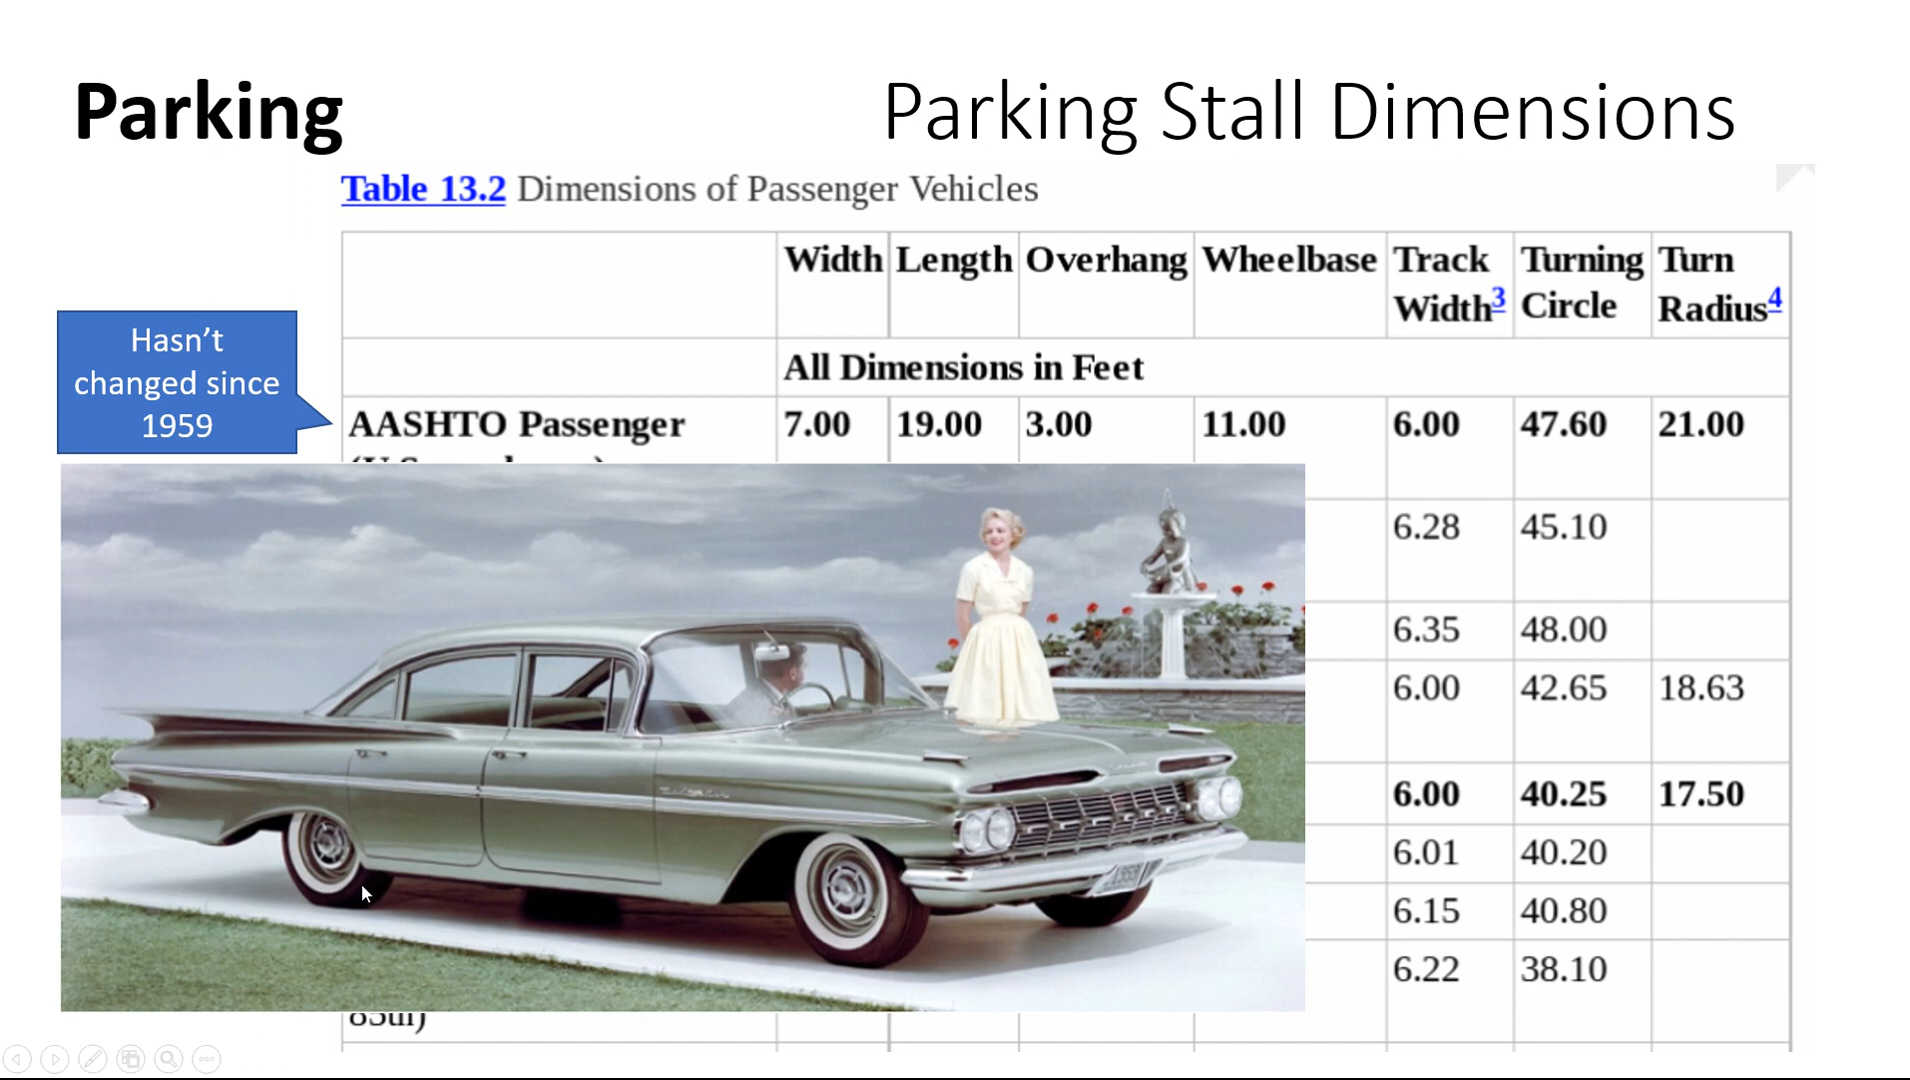 Parking
Parking Stall Dimensions
Table 13.2 Dimensions of Passenger Vehicles
Width Length Overhang Wheelbase Track Width3 Turning Circle Turn Radius4
All Dimensions in Feet
Hasn’t
changed since
1959
AASHTO Passenger 7.00 19.00 3.00 11.00 6.00 47.60 21.00
6.28 45.10
6.35 48.00
6.00 42.65 18.63
6.00 40.25 17.50
6.01 40.20
6.15 40.80
6.22 38.10
85th)